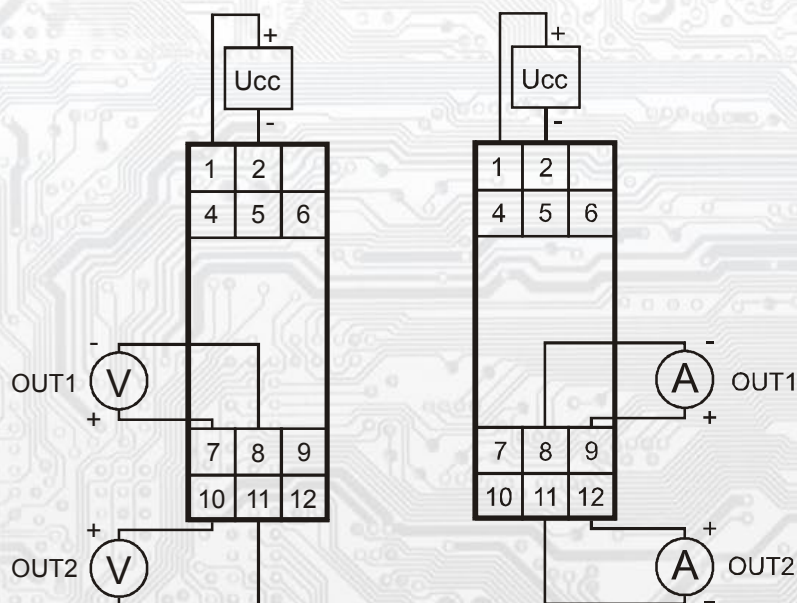 + +
Ucc Ucc
- -
1 2 1 2
4 5 6 4 5 6
- -
OUT1 V A OUT1
+ +
7 8 9 7 8 9
10 11 12 10 11 12
+ +
OUT2 V A OUT2
-